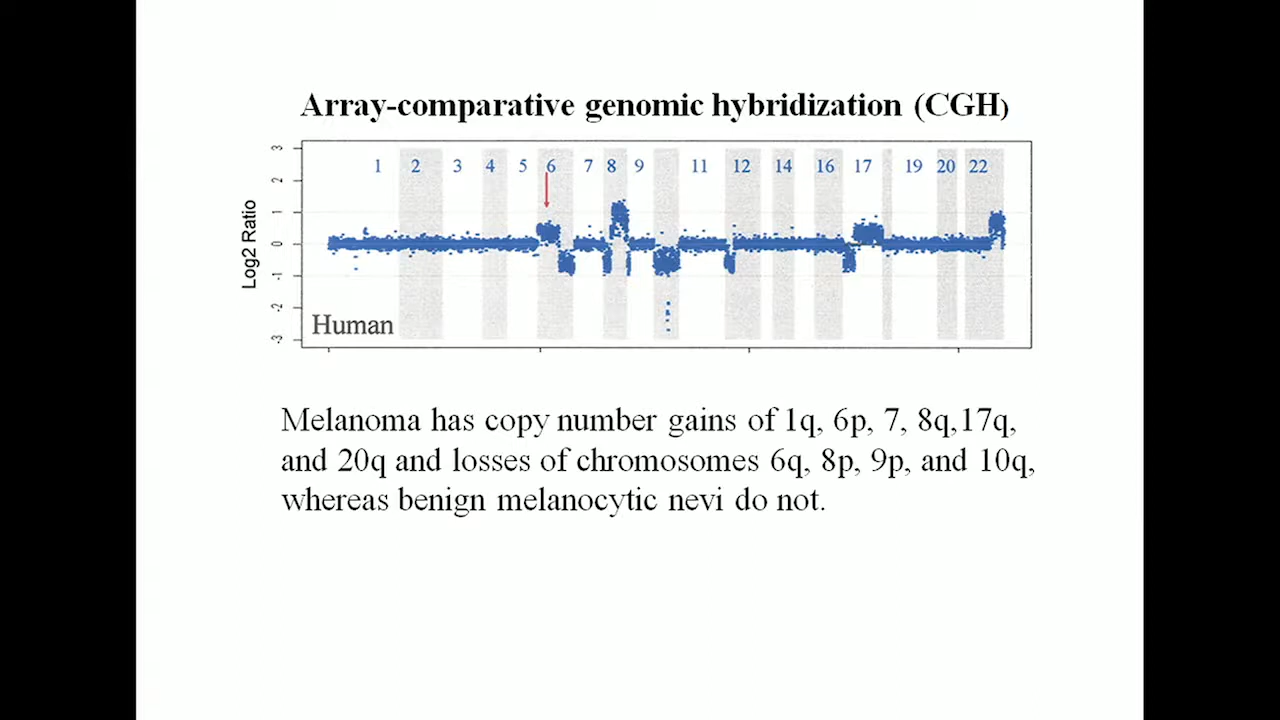 Array-comparative genomic hybridization (CGH)
3
2
1
0
-1
-2
-3
Log2 Ratio
1 2 3 4 5 6 7 8 9 11 12 14 16 17 19 20 22
Human
Melanoma has copy number gains of 1q, 6p, 7, 8q,17q,
and 20q and losses of chromosomes 6q, 8p, 9p, and 10q,
whereas benign melanocytic nevi do not.